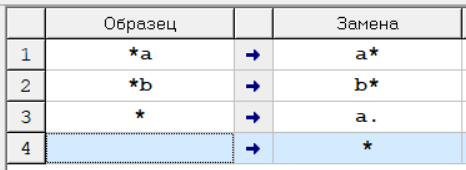 Образец Замена
1 *a → a*
2 *b → b*
3 * → a.
4 → *